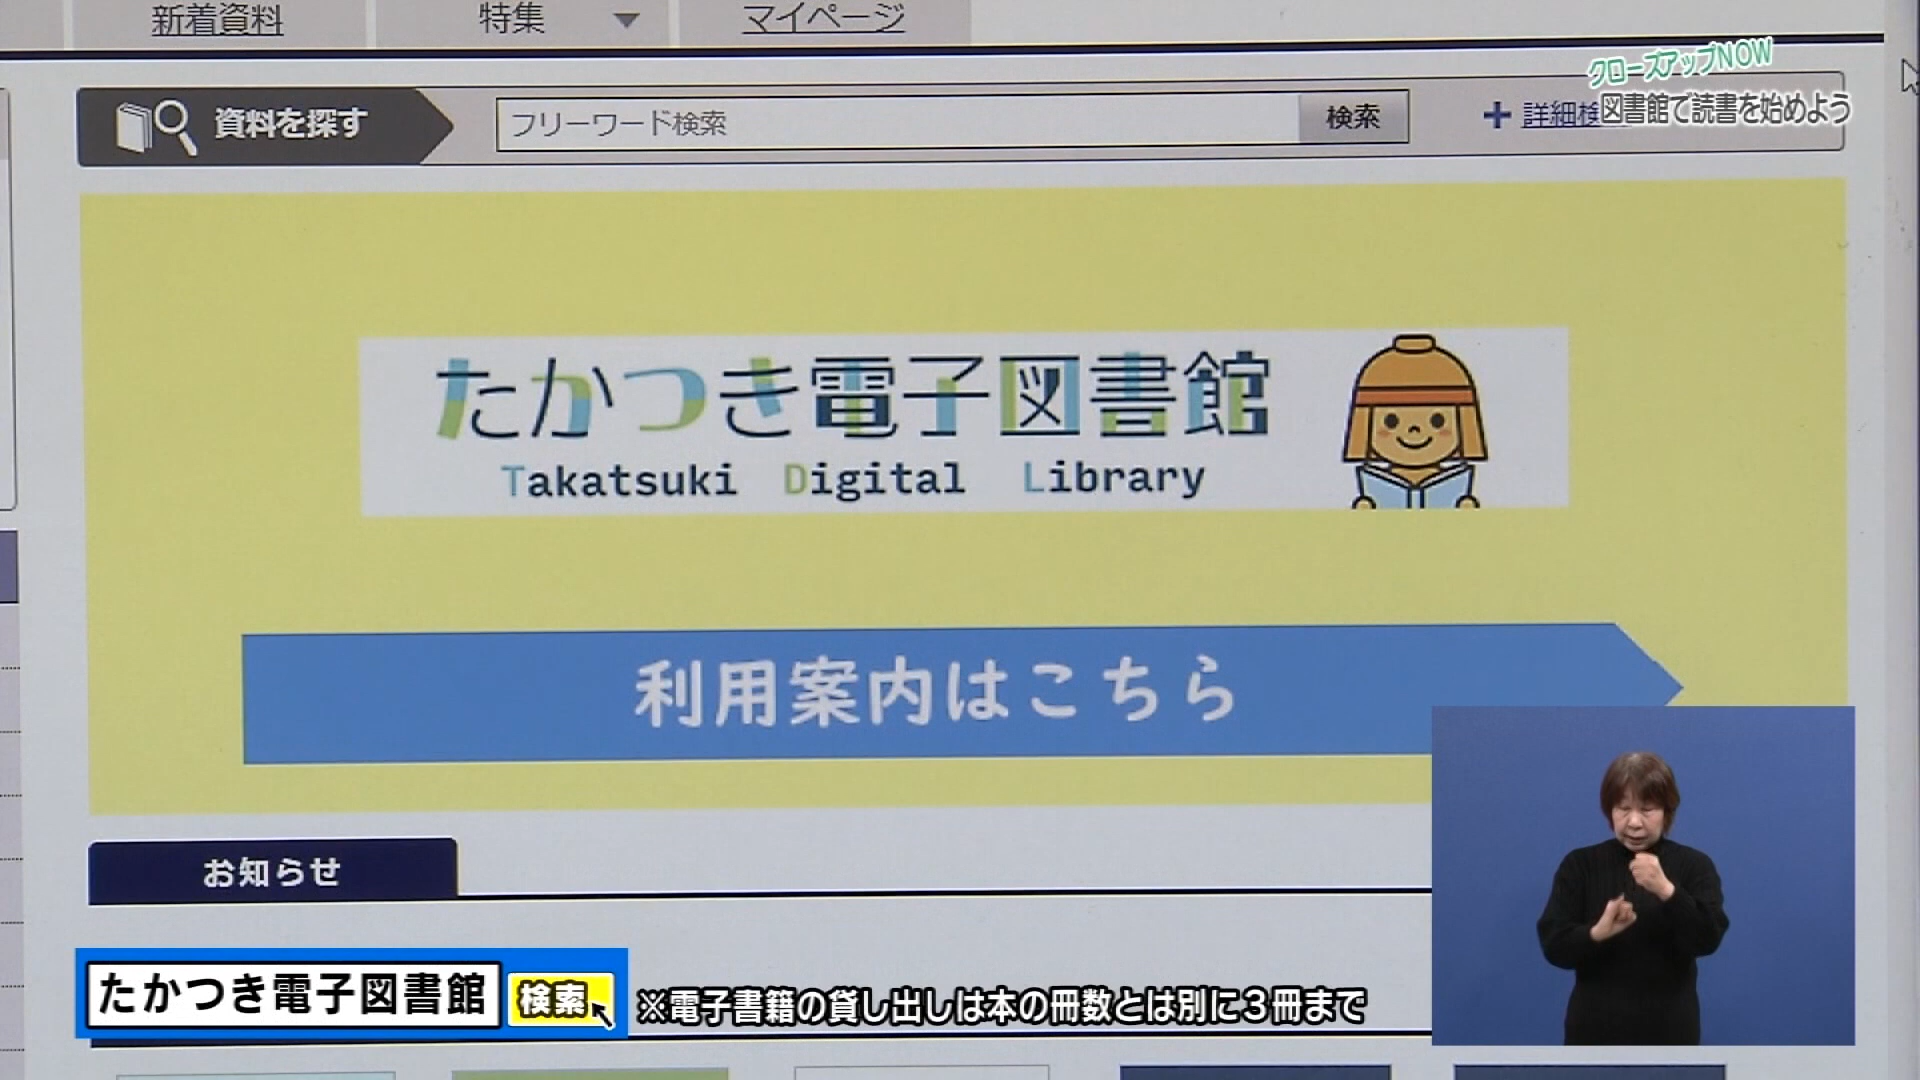 新着資料
特集
マイページ
クローズアップNOW
図書館で読書を始めよう
資料を探す
フリーワード検索
検索
+ 詳細検
たかつき電子図書館
Takatsuki Digital Library
利用案内はこちら
お知らせ
たかつき電子図書館
検索
※電子書籍の貸し出しは本の冊数とは別に3冊まで